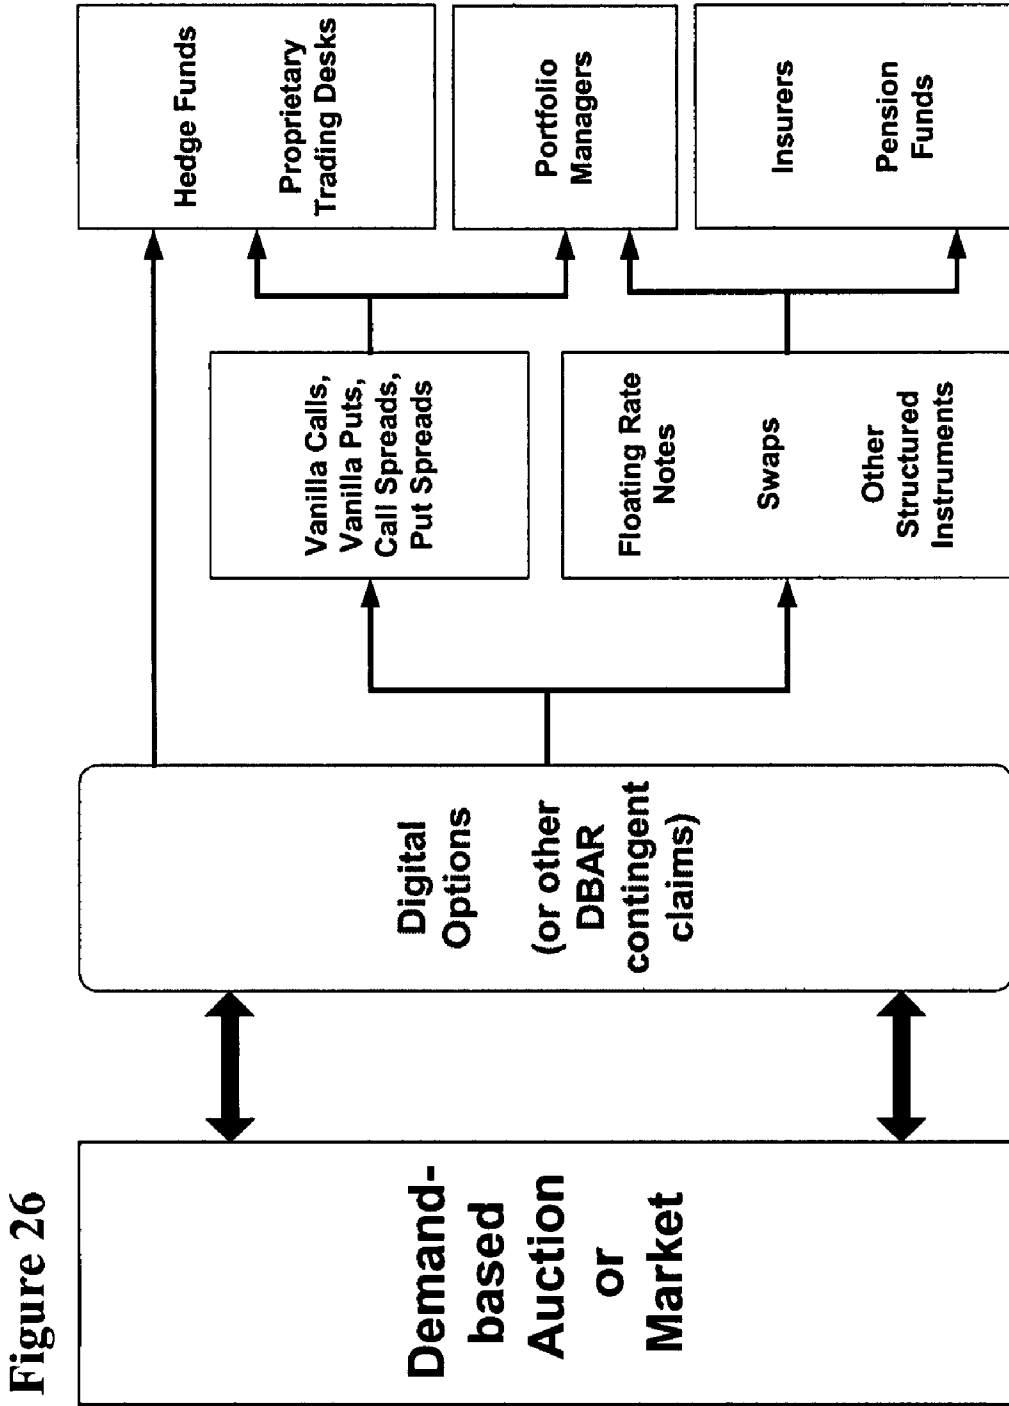 Figure 26
Demand-
based
Auction
or
Market
Digital
Options
(or other
DBAR
contingent
claims)
Vanilla Calls,
Vanilla Puts,
Call Spreads,
Put Spreads
Floating Rate
Notes
Swaps
Other
Structured
Instruments
Hedge Funds
Proprietary
Trading Desks
Portfolio
Managers
Insurers
Pension
Funds